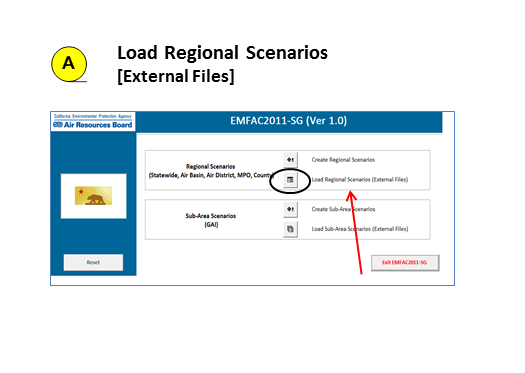 A
Load Regional Scenarios
[External Files]
California Environmental Protection Agency
Air Resources Board
EMFAC2011-SG (Ver 1.0)
Regional Scenarios
(Statewide, Air Basin, Air District, MPO, County)
Create Regional Scenarios
Load Regional Scenarios (External Files)
Sub-Area Scenarios
(GAI)
Create Sub-Area Scenarios
Load Sub-Area Scenarios (External Files)
Reset
Exit EMFAC2011-SG